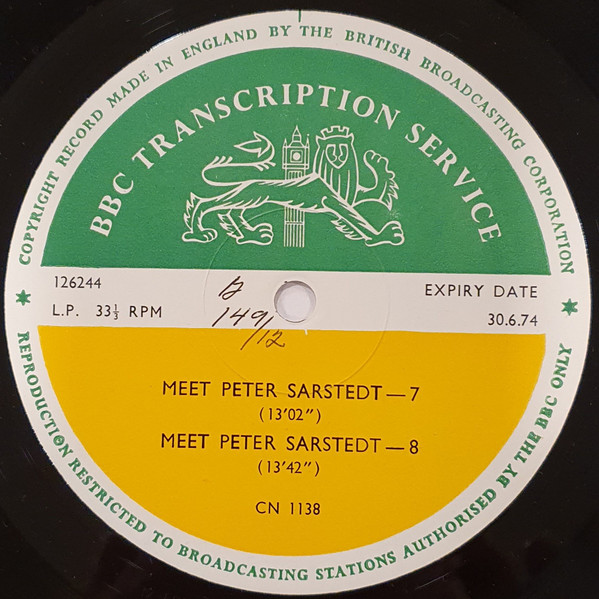 COPYRIGHT RECORD MADE IN ENGLAND BY THE BRITISH BROADCASTING CORPORATION
BBC TRANSCRIPTION SERVICE
126244
L.P. 33⅓ RPM
EXPIRY DATE
30.6.74
149/12
MEET PETER SARSTEDT—7
(13'02")
MEET PETER SARSTEDT—8
(13'42")
CN 1138
REPRODUCTION RESTRICTED TO BROADCASTING STATIONS AUTHORISED BY THE BBC ONLY